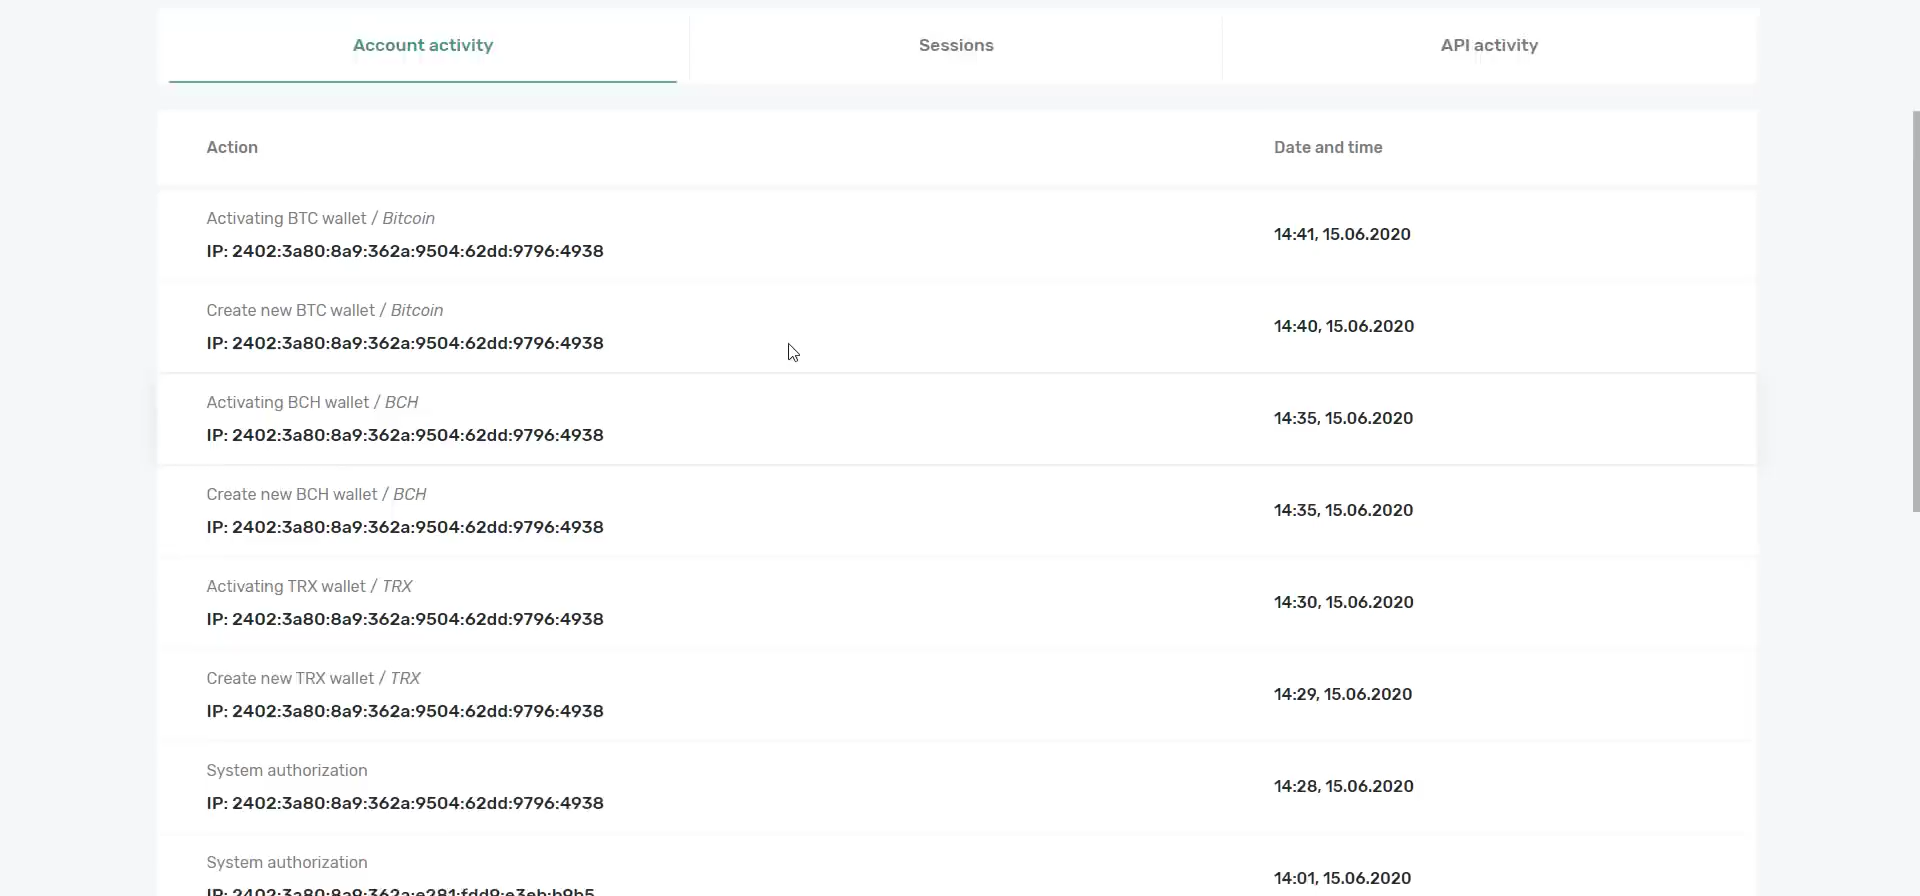 Account activity
Sessions
API activity
Action
Date and time
Activating BTC wallet / Bitcoin
IP: 2402:3a80:8a9:362a:9504:62dd:9796:4938
14:41, 15.06.2020
Create new BTC wallet / Bitcoin
IP: 2402:3a80:8a9:362a:9504:62dd:9796:4938
14:40, 15.06.2020
Activating BCH wallet / BCH
IP: 2402:3a80:8a9:362a:9504:62dd:9796:4938
14:35, 15.06.2020
Create new BCH wallet / BCH
IP: 2402:3a80:8a9:362a:9504:62dd:9796:4938
14:35, 15.06.2020
Activating TRX wallet / TRX
IP: 2402:3a80:8a9:362a:9504:62dd:9796:4938
14:30, 15.06.2020
Create new TRX wallet / TRX
IP: 2402:3a80:8a9:362a:9504:62dd:9796:4938
14:29, 15.06.2020
System authorization
IP: 2402:3a80:8a9:362a:9504:62dd:9796:4938
14:28, 15.06.2020
System authorization
14:01, 15.06.2020
IP: